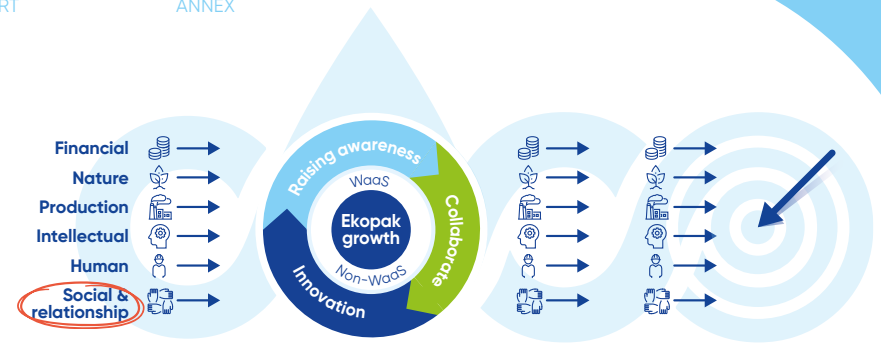 RT
ANNEX
Financial
Nature
Production
Intellectual
Human
Social &
relationship
Raising awareness
WaaS
Collaborate
Ekopak
growth
Non-WaaS
Innovation